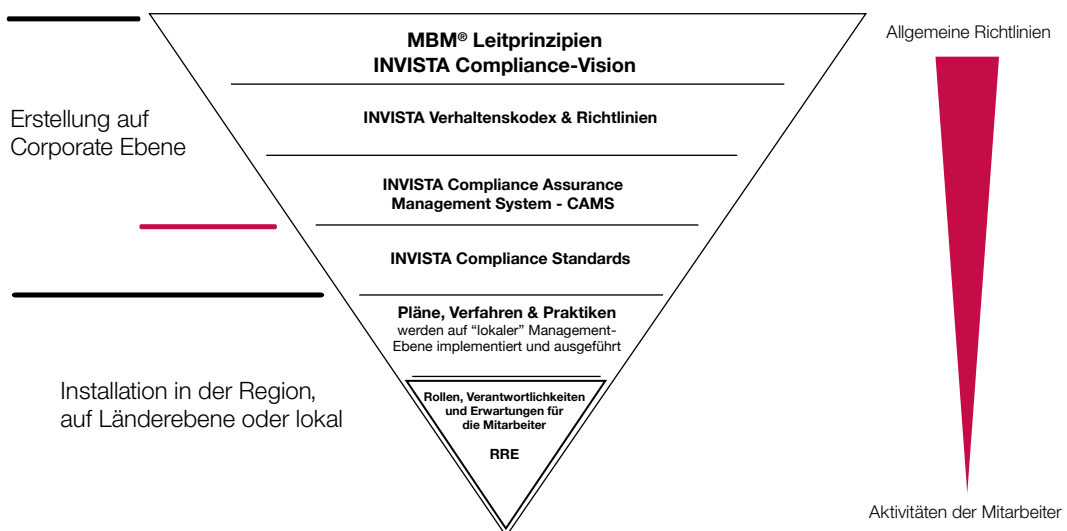 MBM® Leitprinzipien
INVISTA Compliance-Vision
Allgemeine Richtlinien
Erstellung auf
Corporate Ebene
INVISTA Verhaltenskodex & Richtlinien
INVISTA Compliance Assurance
Management System - CAMS
INVISTA Compliance Standards
Pläne, Verfahren & Praktiken
werden auf “lokaler” Management-
Ebene implementiert und ausgeführt
Installation in der Region,
auf Länderebene oder lokal
Rollen, Verantwortlichkeiten
und Erwartungen für
die Mitarbeiter
RRE
Aktivitäten der Mitarbeiter